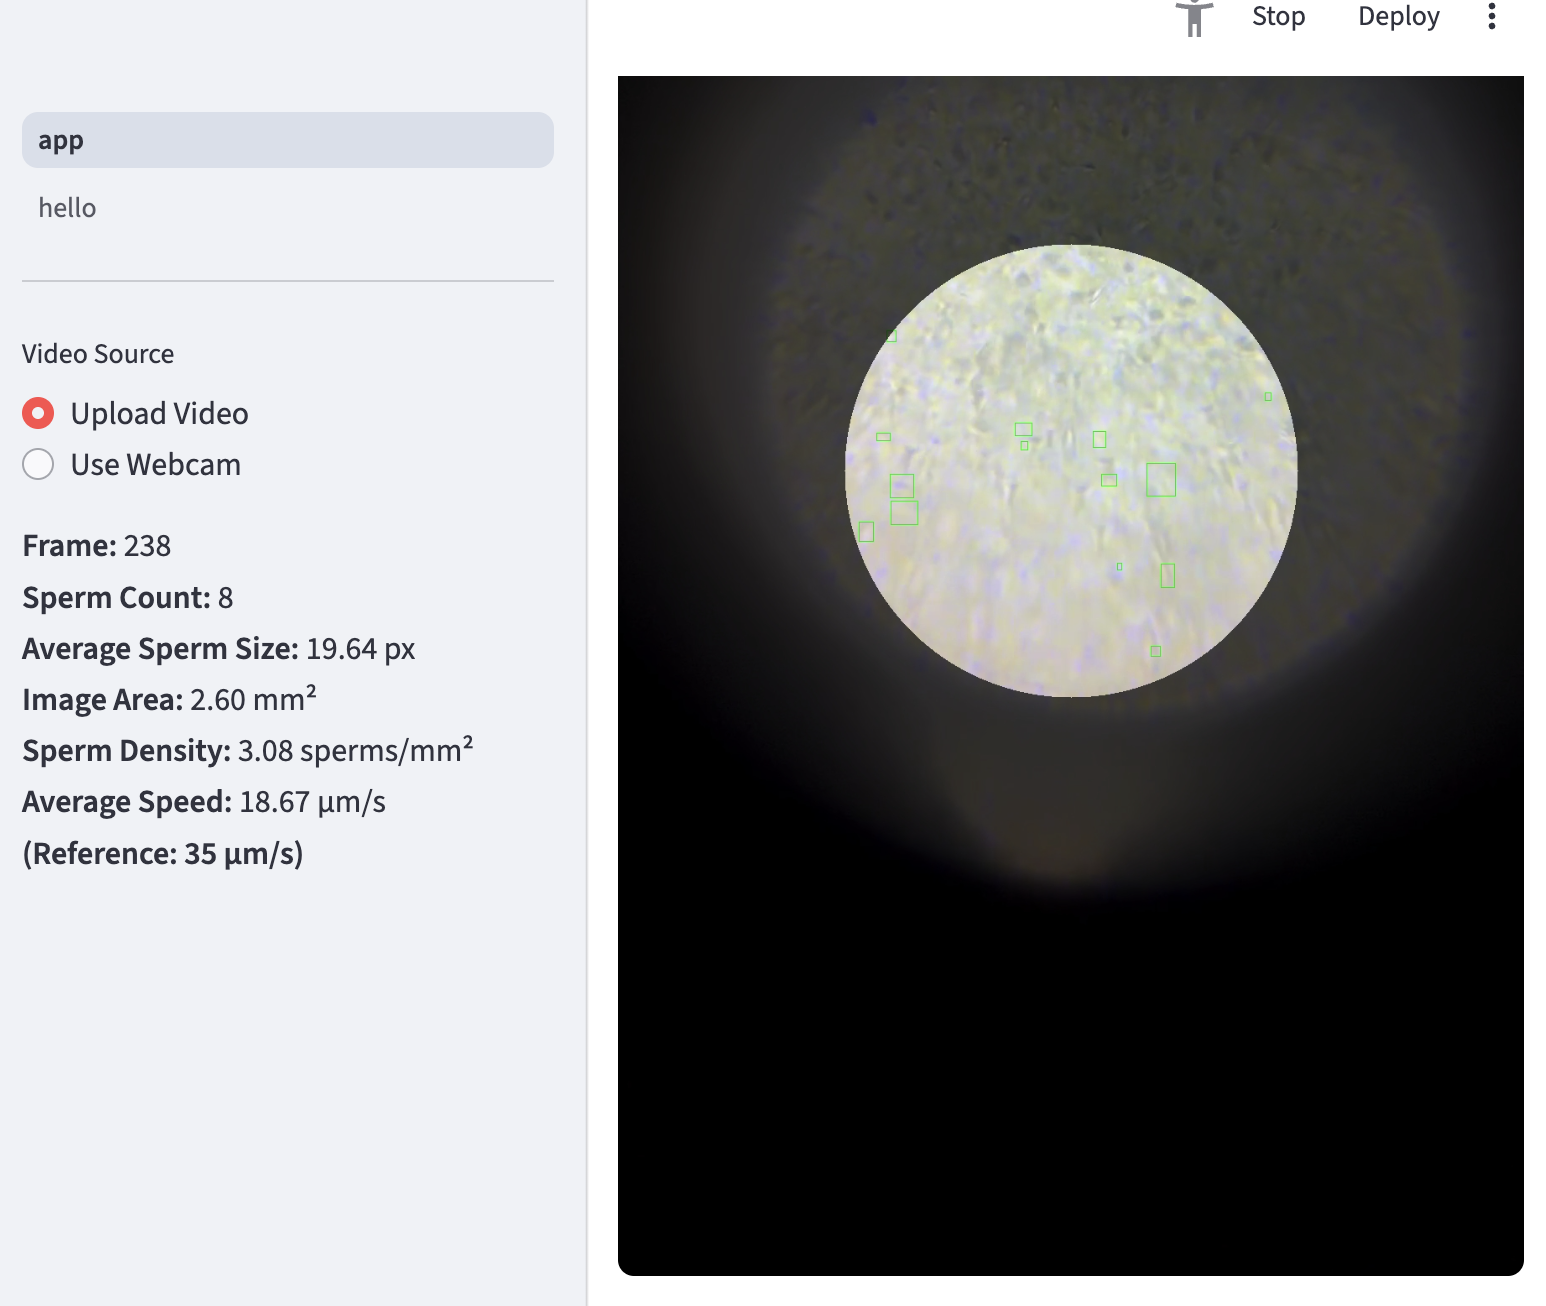 Stop Deploy
app
hello
Video Source
Upload Video
Use Webcam
Frame: 238
Sperm Count: 8
Average Sperm Size: 19.64 px
Image Area: 2.60 mm²
Sperm Density: 3.08 sperms/mm²
Average Speed: 18.67 μm/s
(Reference: 35 μm/s)